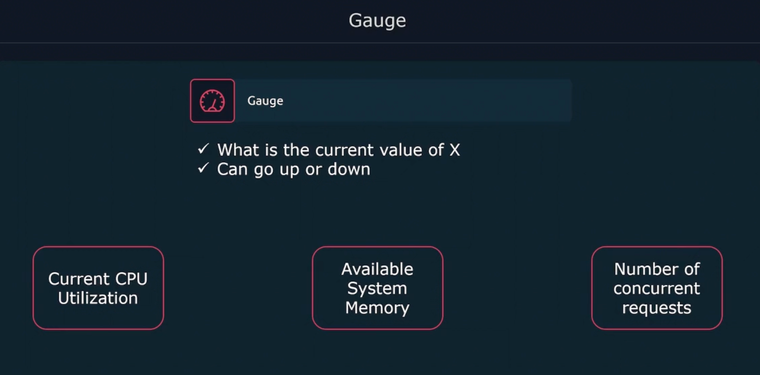 Gauge
Gauge
✓ What is the current value of X
✓ Can go up or down
Current CPU
Utilization
Available
System
Memory
Number of
concurrent
requests